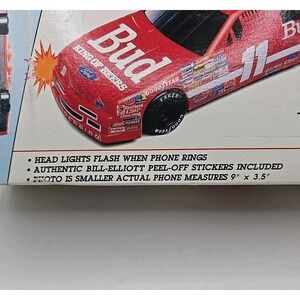 Bud
KING OF BEERS
11
GOODYEAR
EAGLE
• HEAD LIGHTS FLASH WHEN PHONE RINGS
• AUTHENTIC BILL-ELLIOTT PEEL-OFF STICKERS INCLUDED
• PHOTO IS SMALLER ACTUAL PHONE MEASURES 9" x 3.5"